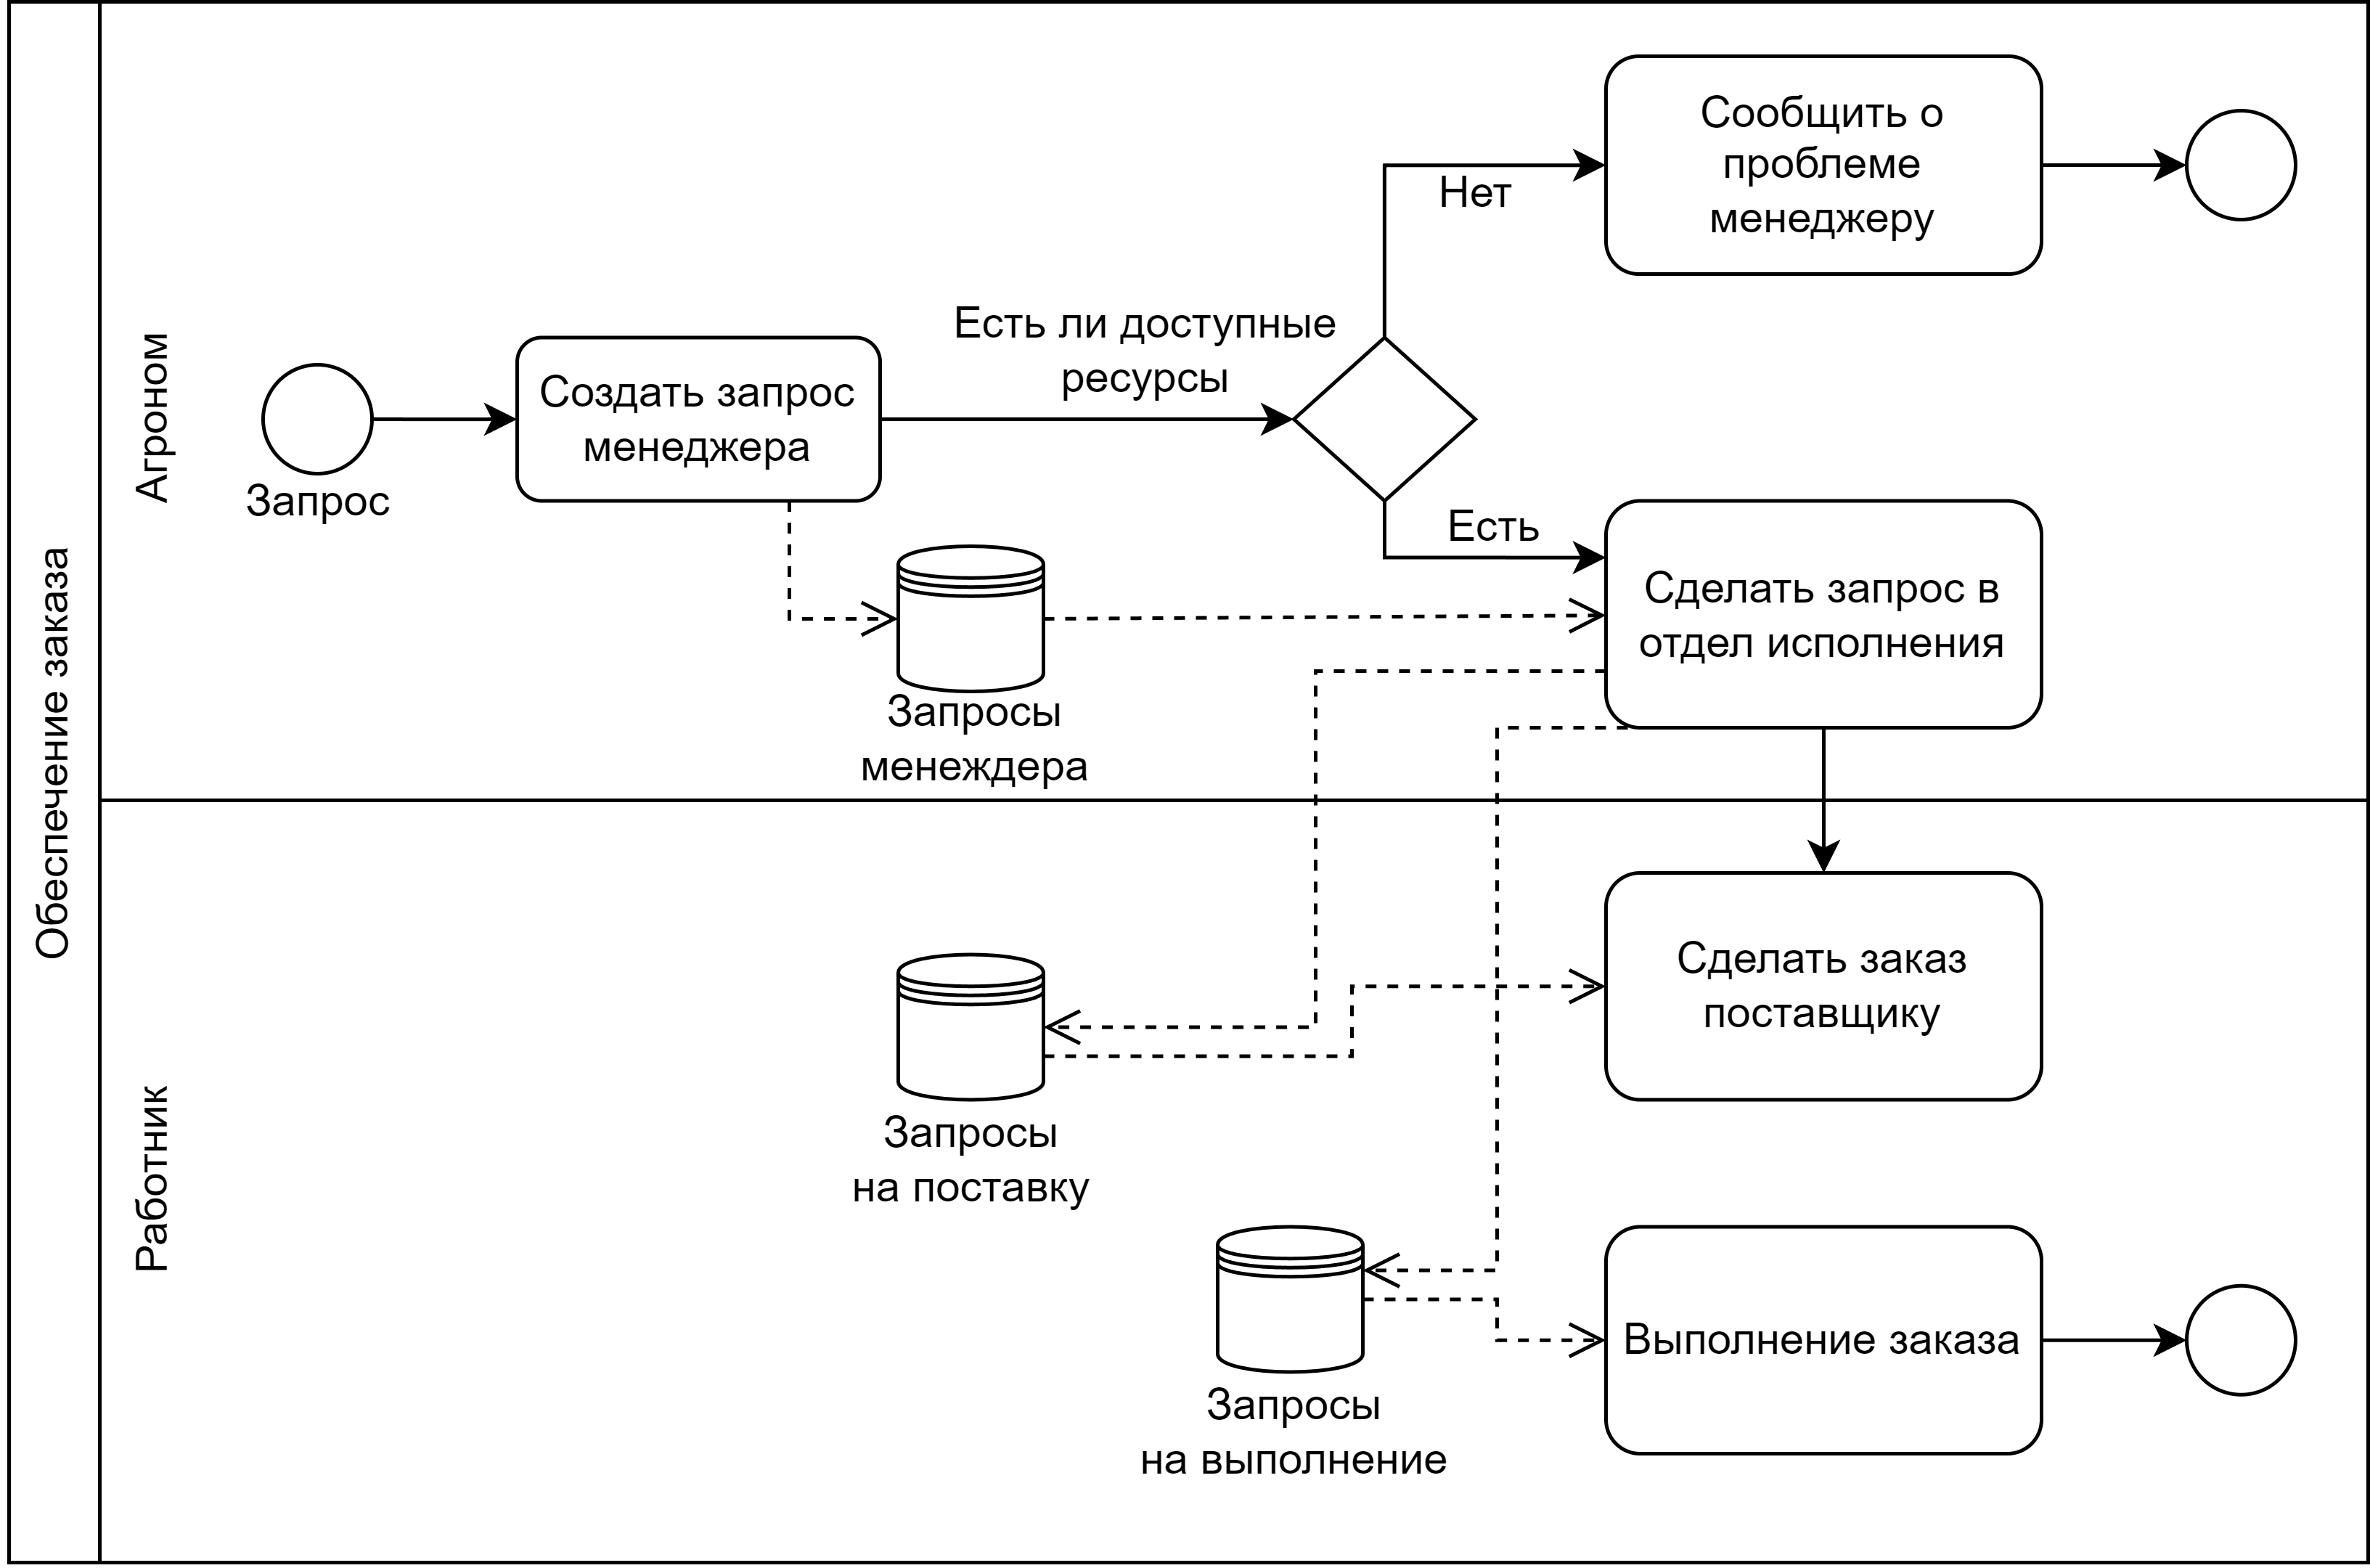 Обеспечение заказа
Агроном
Запрос
Создать запрос
менеджера
Есть ли доступные
ресурсы
Нет
Сообщить о
проблеме
менеджеру
Есть
Сделать запрос в
отдел исполнения
Запросы
менеждера
Работник
Сделать заказ
поставщику
Запросы
на поставку
Выполнение заказа
Запросы
на выполнение